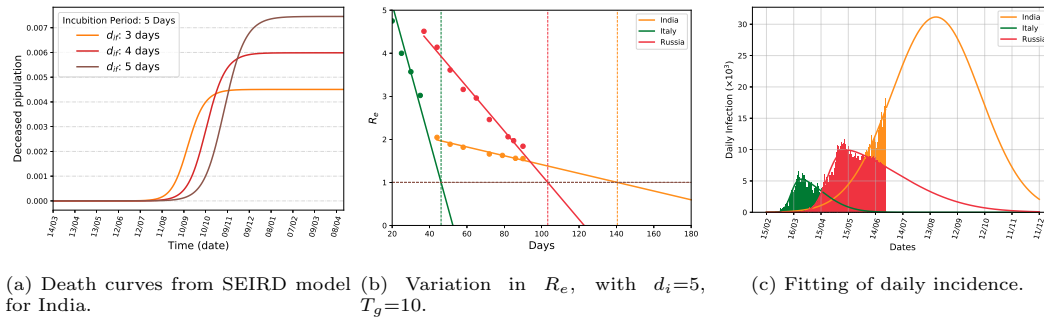 Incubition Period: 5 Days
d_if: 3 days
d_if: 4 days
d_if: 5 days
Deceased pipulation
0.007
0.006
0.005
0.004
0.003
0.002
0.001
0.000
14/03
13/04
13/05
12/06
12/07
11/08
10/09
10/10
09/11
09/12
08/01
07/02
09/03
08/04
Time (date)
(a) Death curves from SEIRD model
for India.
India
Italy
Russia
R_e
5
4
3
2
1
0
20
40
60
80
100
120
140
160
180
Days
(b) Variation in R_e, with d_i=5,
T_g=10.
India
Italy
Russia
Daily Infection (×10³)
30
25
20
15
10
5
0
15/02
16/03
15/04
15/05
14/06
14/07
13/08
12/09
12/10
11/11
11/12
Dates
(c) Fitting of daily incidence.